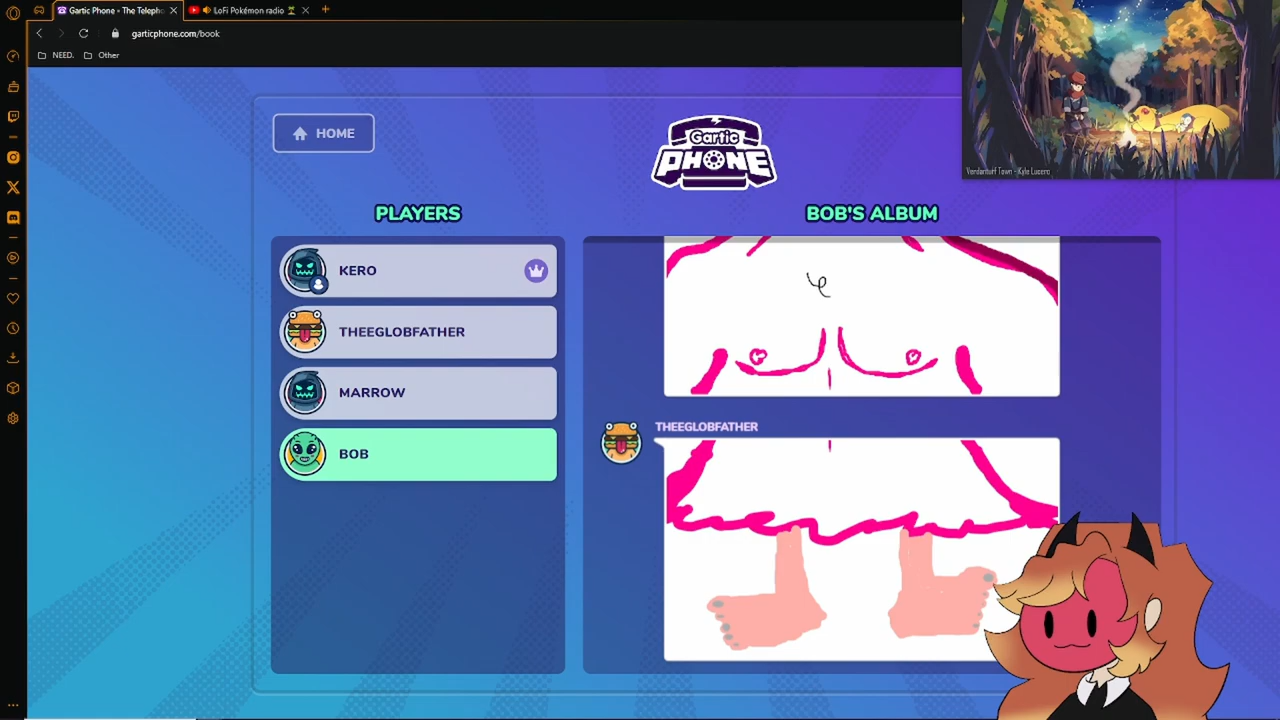 Gartic Phone - The Teleph
LoFi Pokémon radio
garticphone.com/book
NEED.
Other
Verdanturf Town - Kyle Lucero
HOME
Gartic
PHONE
PLAYERS
BOB'S ALBUM
KERO
THEEGLOBFATHER
MARROW
BOB
THEEGLOBFATHER